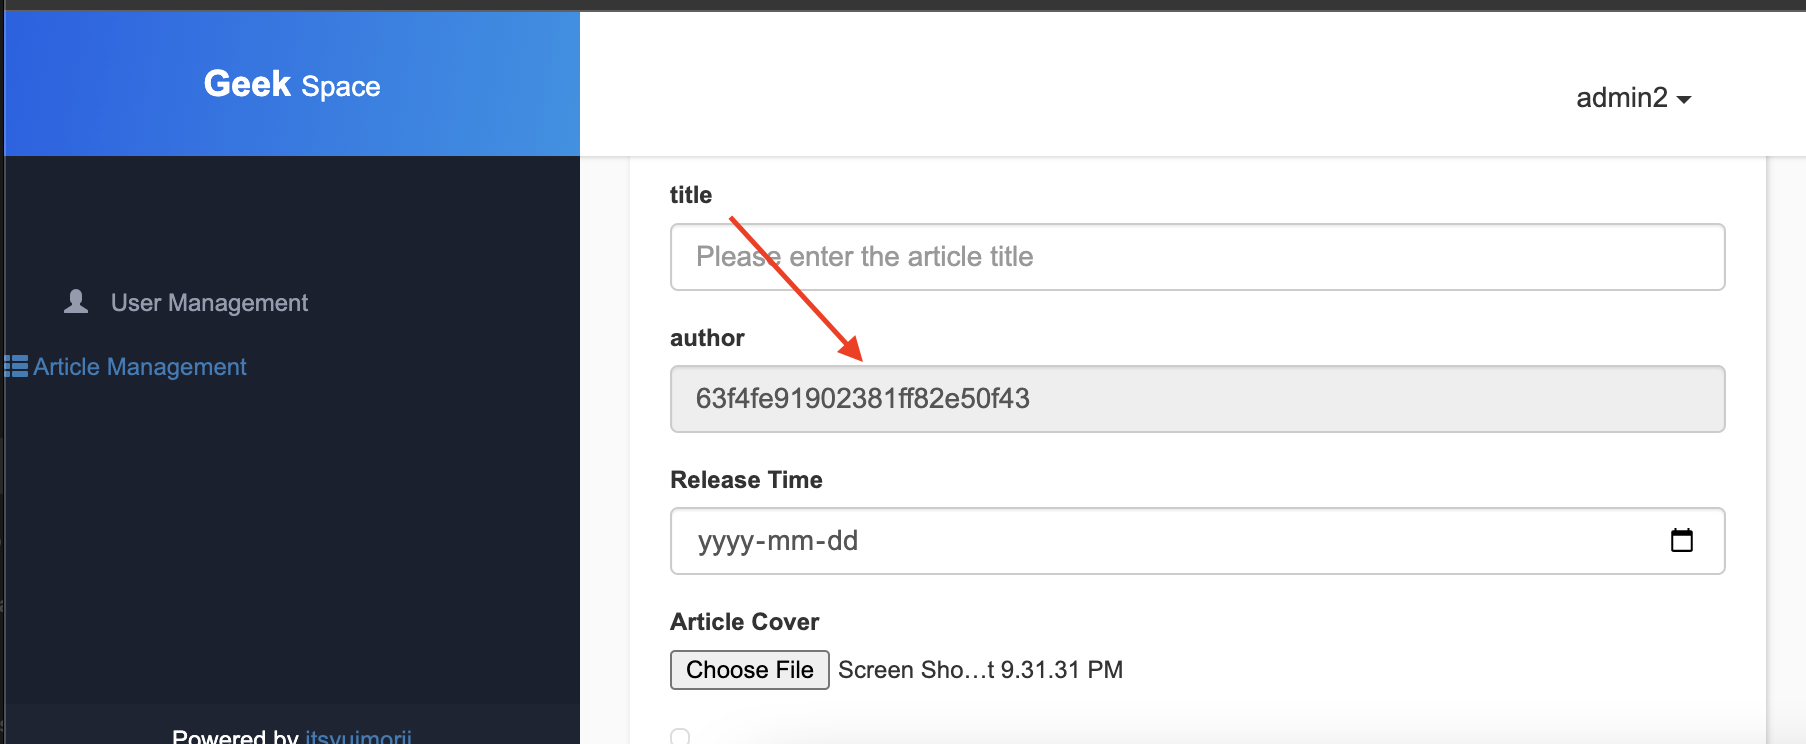 Geek Space
admin2
User Management
Article Management
title
Please enter the article title
author
63f4fe91902381ff82e50f43
Release Time
yyyy-mm-dd
Article Cover
Choose File Screen Sho...t 9.31.31 PM
Powered by itsyuimorii